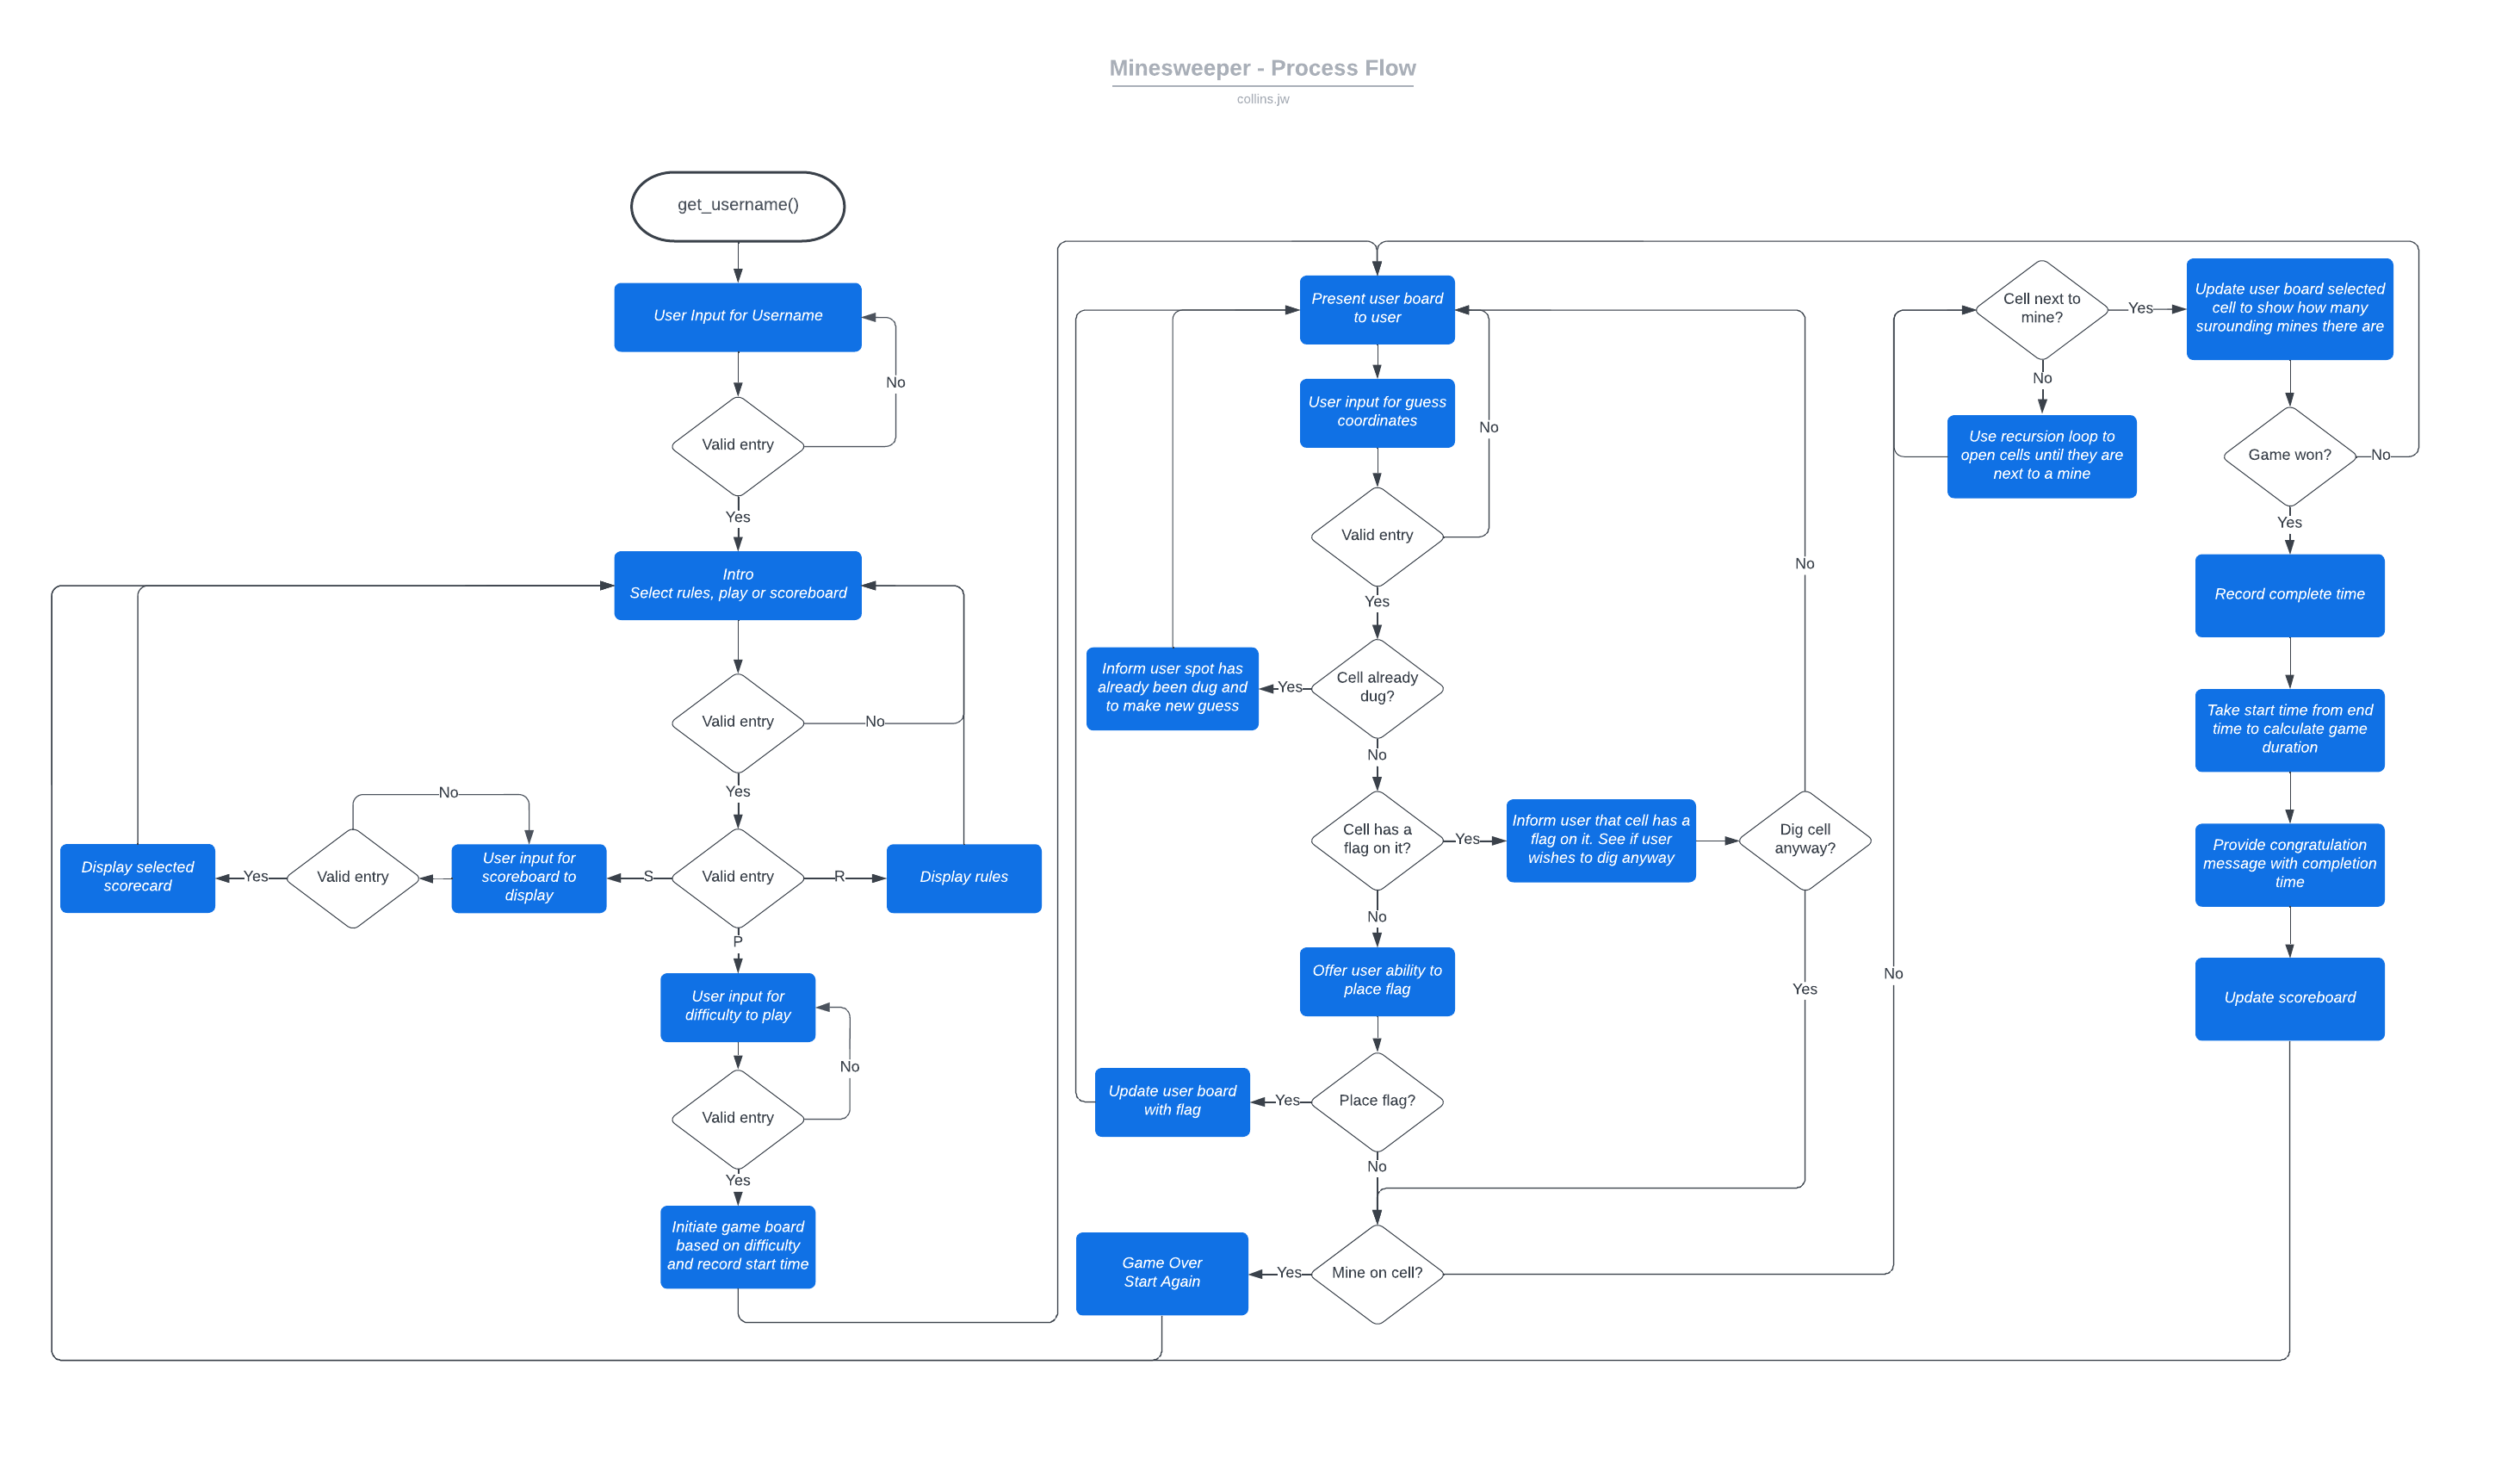 Minesweeper - Process Flow
collins.jw
get_username()
User Input for Username
No
Valid entry
Yes
Intro
Select rules, play or scoreboard
Valid entry
No
Yes
No
Display selected
scorecard
Yes
Valid entry
User input for
scoreboard to
display
S
Valid entry
R
Display rules
P
User input for
difficulty to play
No
Valid entry
Yes
Initiate game board
based on difficulty
and record start time
Present user board
to user
User input for guess
coordinates
No
Valid entry
Yes
Inform user spot has
already been dug and
to make new guess
Yes
Cell already
dug?
No
Cell has a
flag on it?
Yes
Inform user that cell has a
flag on it. See if user
wishes to dig anyway
Dig cell
anyway?
No
Yes
No
Offer user ability to
place flag
Update user board
with flag
Yes
Place flag?
No
Game Over
Start Again
Yes
Mine on cell?
No
Cell next to
mine?
Yes
No
Use recursion loop to
open cells until they are
next to a mine
Update user board selected
cell to show how many
surounding mines there are
Game won?
No
Yes
Record complete time
Take start time from end
time to calculate game
duration
Provide congratulation
message with completion
time
Update scoreboard